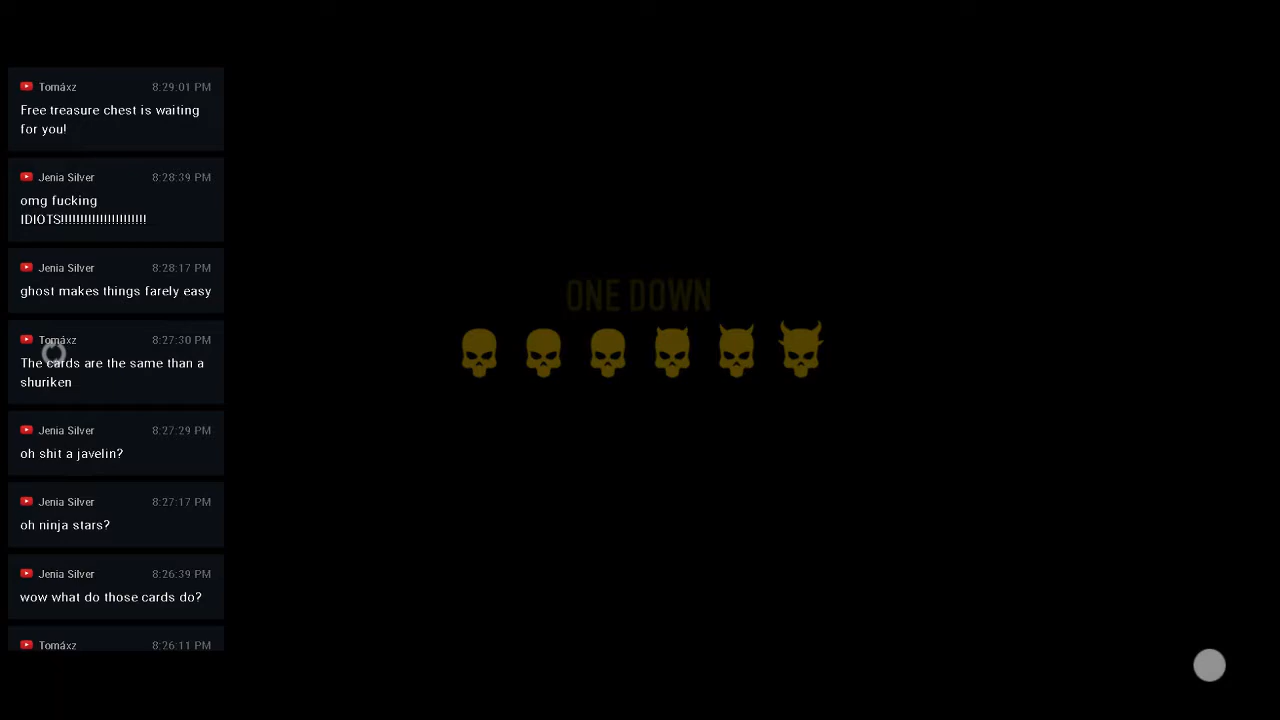 Tomáxz 8:29:01 PM
Free treasure chest is waiting
for you!
Jenia Silver 8:28:39 PM
omg fucking
IDIOTS!!!!!!!!!!!!!!!!!!!!!!
Jenia Silver 8:28:17 PM
ghost makes things farely easy
Tomáxz 8:27:30 PM
The cards are the same than a
shuriken
Jenia Silver 8:27:29 PM
oh shit a javelin?
Jenia Silver 8:27:17 PM
oh ninja stars?
Jenia Silver 8:26:39 PM
wow what do those cards do?
Tomáxz 8:26:11 PM
ONE DOWN